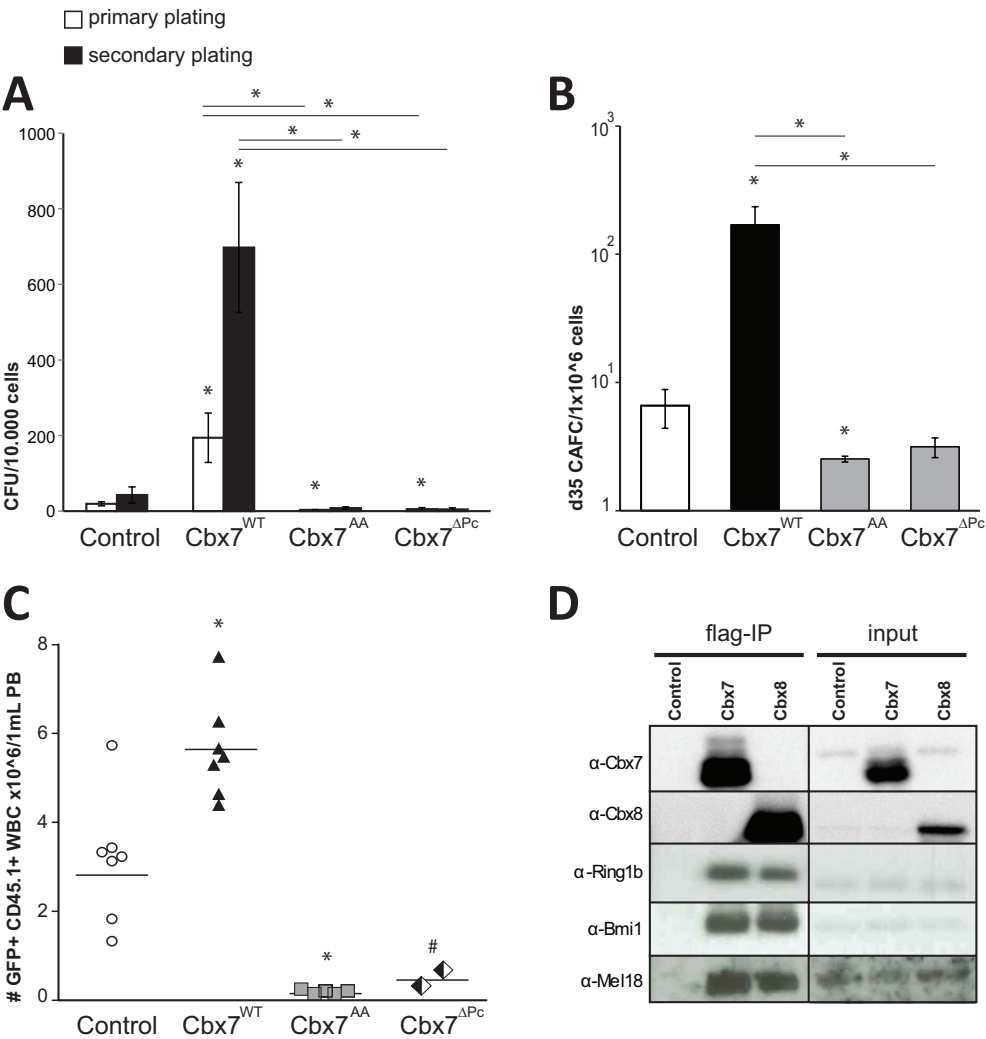 primary plating
secondary plating
A
* *
* *
*
*
* *
CFU/10.000 cells
1000
800
600
400
200
0
Control Cbx7WT Cbx7AA Cbx7ΔPc
B
*
*
*
*
d35 CAFC/1x10^6 cells
10^3
10^2
10^1
1
Control Cbx7WT Cbx7AA Cbx7ΔPc
C
*
* #
# GFP+ CD45.1+ WBC x10^6/1mL PB
8
6
4
2
0
Control Cbx7WT Cbx7AA Cbx7ΔPc
D
flag-IP input
Control Cbx7 Cbx8 Control Cbx7 Cbx8
α-Cbx7
α-Cbx8
α-Ring1b
α-Bmi1
α-Mel18